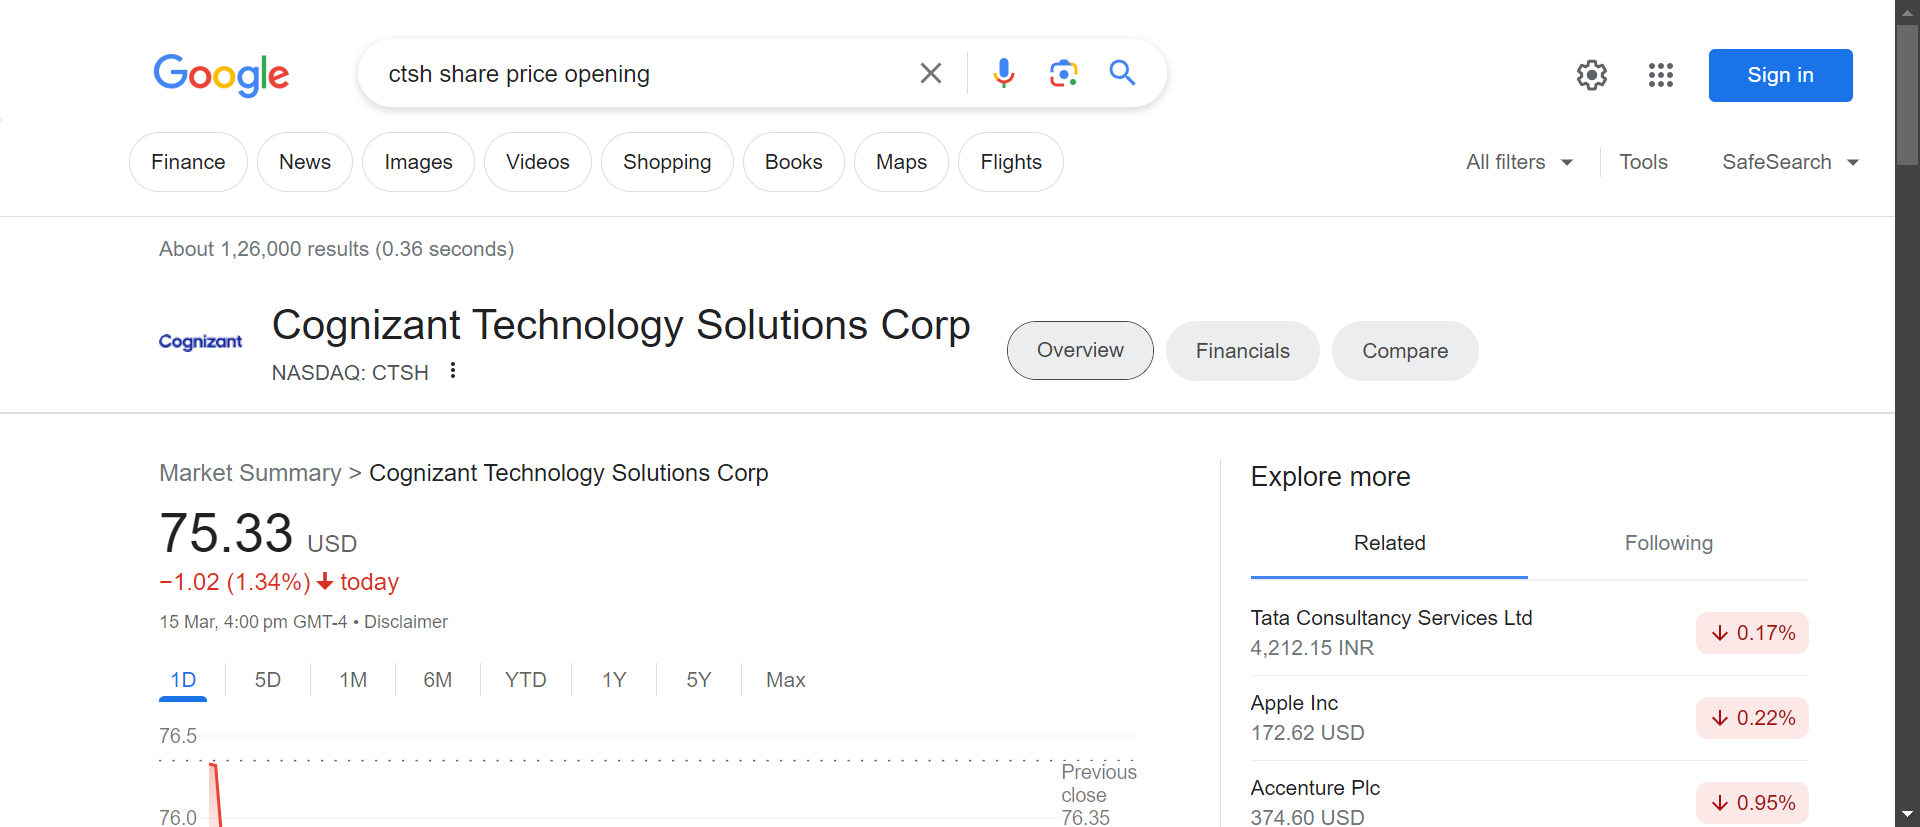 Google
ctsh share price opening
Sign in
Finance
News
Images
Videos
Shopping
Books
Maps
Flights
All filters
Tools
SafeSearch
About 1,26,000 results (0.36 seconds)
Cognizant
Cognizant Technology Solutions Corp
NASDAQ: CTSH
Overview
Financials
Compare
Market Summary > Cognizant Technology Solutions Corp
75.33 USD
−1.02 (1.34%) today
15 Mar, 4:00 pm GMT-4 • Disclaimer
1D
5D
1M
6M
YTD
1Y
5Y
Max
76.5
76.0
Previous
close
76.35
Explore more
Related
Following
Tata Consultancy Services Ltd
4,212.15 INR
0.17%
Apple Inc
172.62 USD
0.22%
Accenture Plc
374.60 USD
0.95%